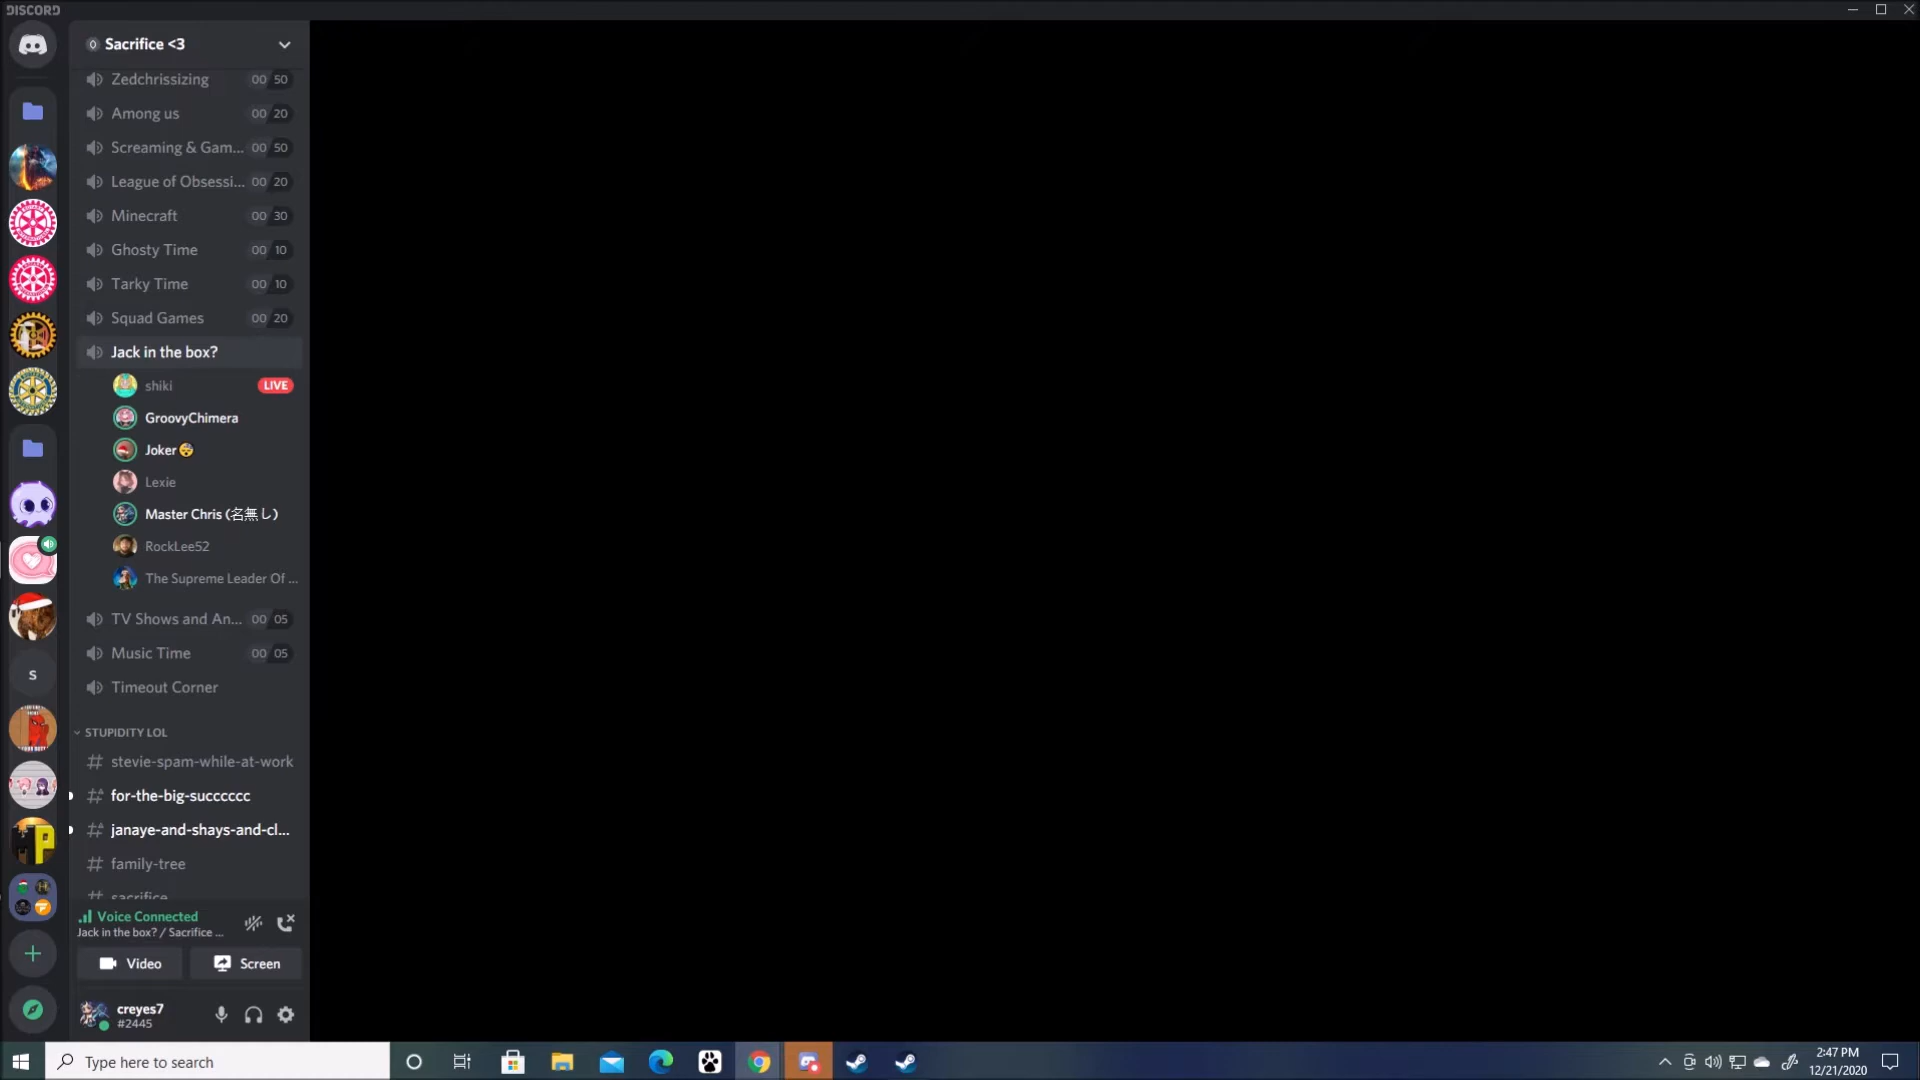 DISCORD
Sacrifice <3
Zedchrissizing 00 50
Among us 00 20
Screaming & Gam... 00 50
League of Obsessi... 00 20
Minecraft 00 30
Ghosty Time 00 10
Tarky Time 00 10
Squad Games 00 20
Jack in the box?
shiki LIVE
GroovyChimera
Joker😴
Lexie
Master Chris (名無し)
RockLee52
The Supreme Leader Of ...
TV Shows and An... 00 05
Music Time 00 05
S
Timeout Corner
STUPIDITY LOL
# stevie-spam-while-at-work
# for-the-big-succcccc
# janaye-and-shays-and-cl...
# family-tree
# sacrifice
Voice Connected
Jack in the box? / Sacrifice ...
Video Screen
creyes7
#2445
Type here to search
2:47 PM
12/21/2020